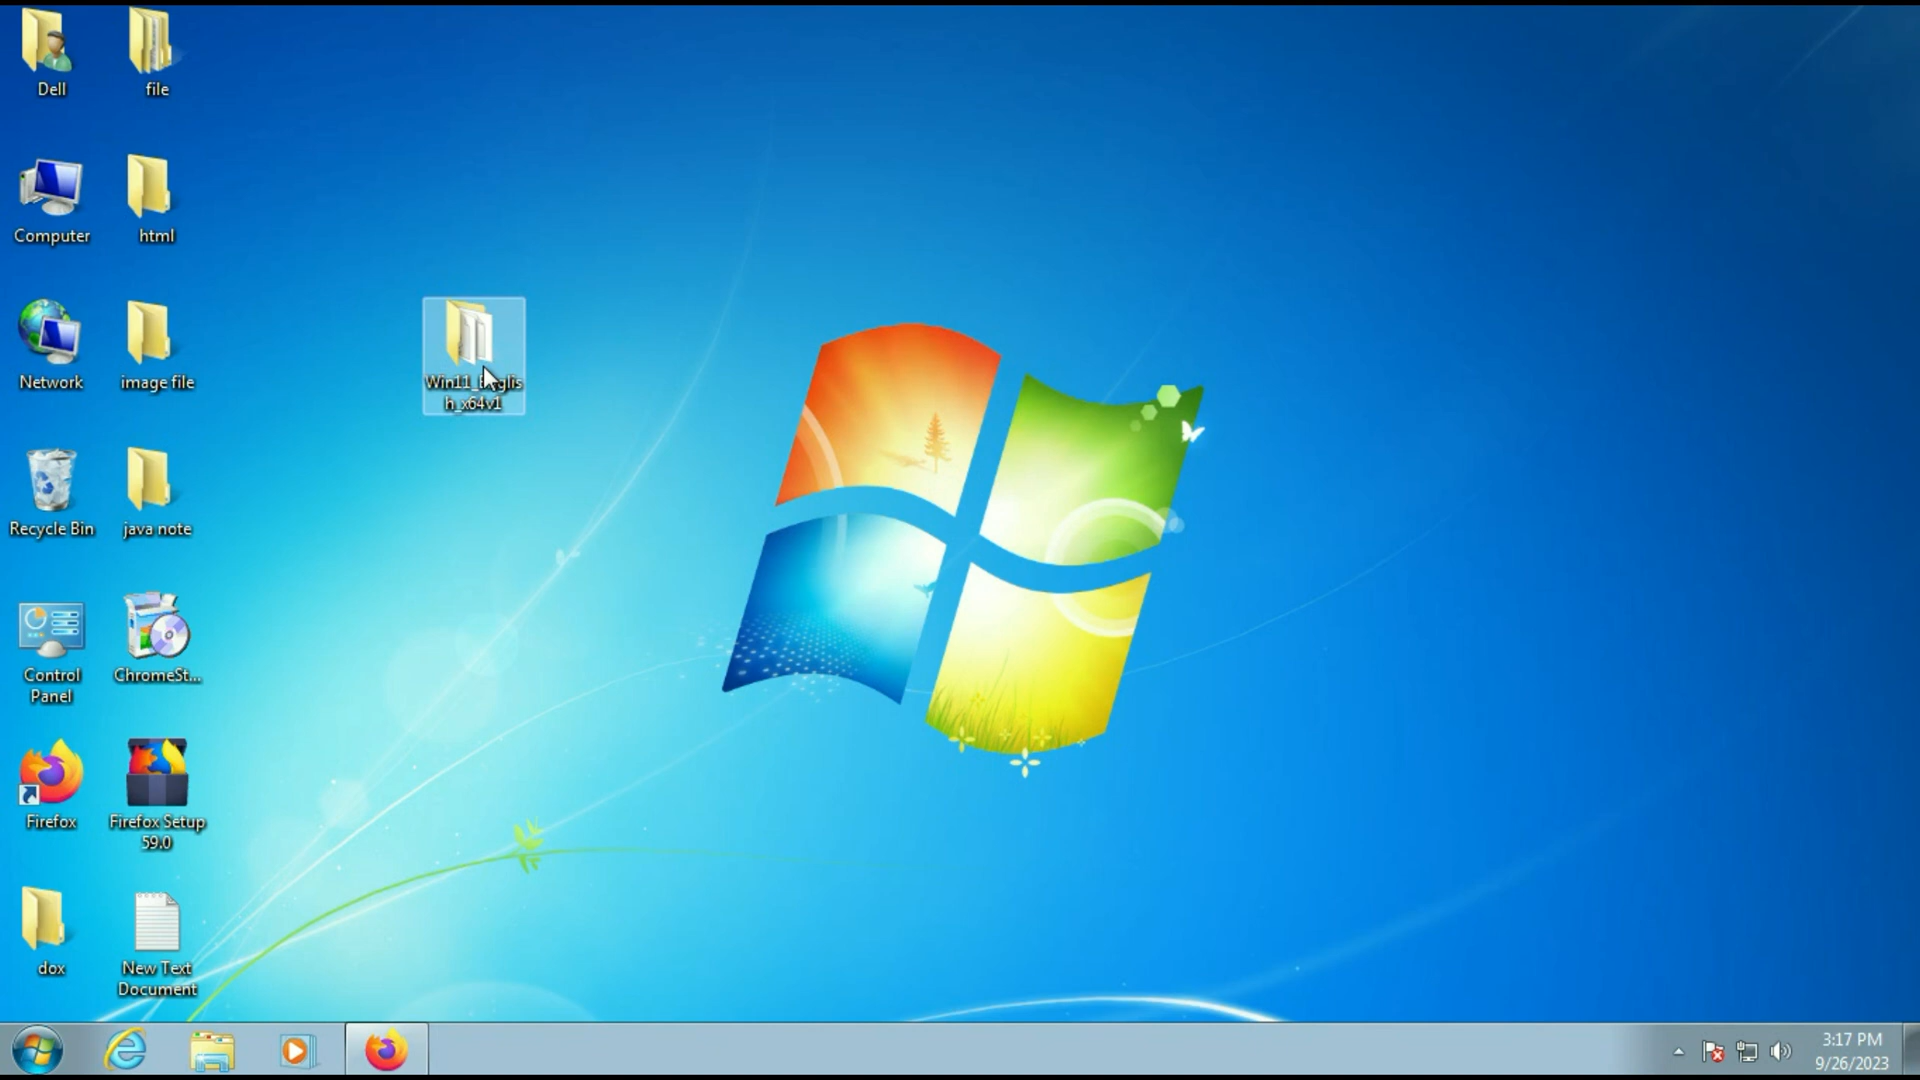 Dell
file
Computer
html
Network
image file
Recycle Bin
java note
Control
Panel
ChromeSt...
Firefox
Firefox Setup
59.0
dox
New Text
Document
h_x64v1
3:17 PM
9/26/2023